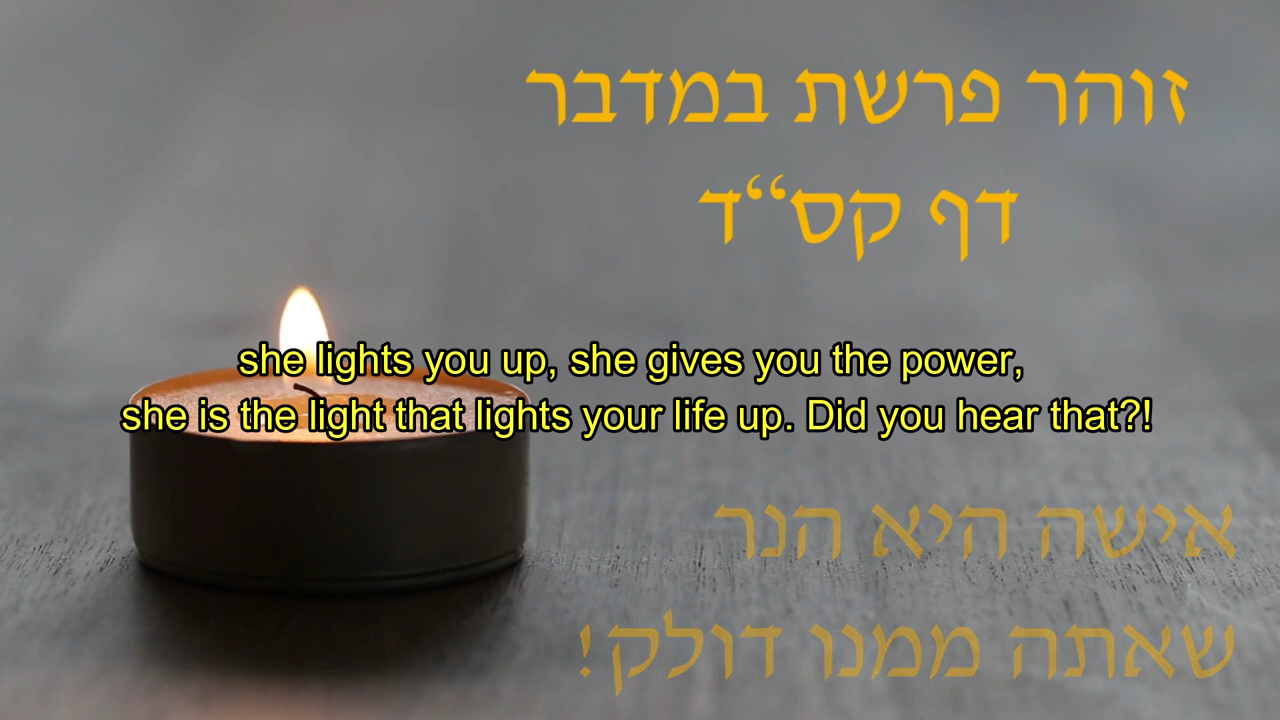 זוהר פרשת במדבר
דף קס“ד
she lights you up, she gives you the power,
she is the light that lights your life up. Did you hear that?!
אישה היא הנר
שאתה ממנו דולק!